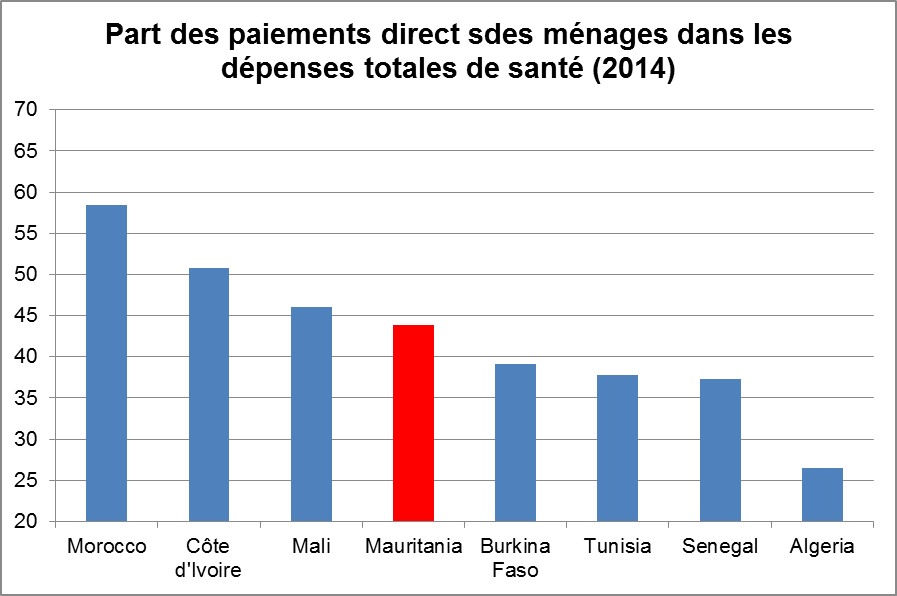 Part des paiements direct sdes ménages dans les
dépenses totales de santé (2014)
70
65
60
55
50
45
40
35
30
25
20
Morocco
Côte
d'Ivoire
Mali
Mauritania
Burkina
Faso
Tunisia
Senegal
Algeria